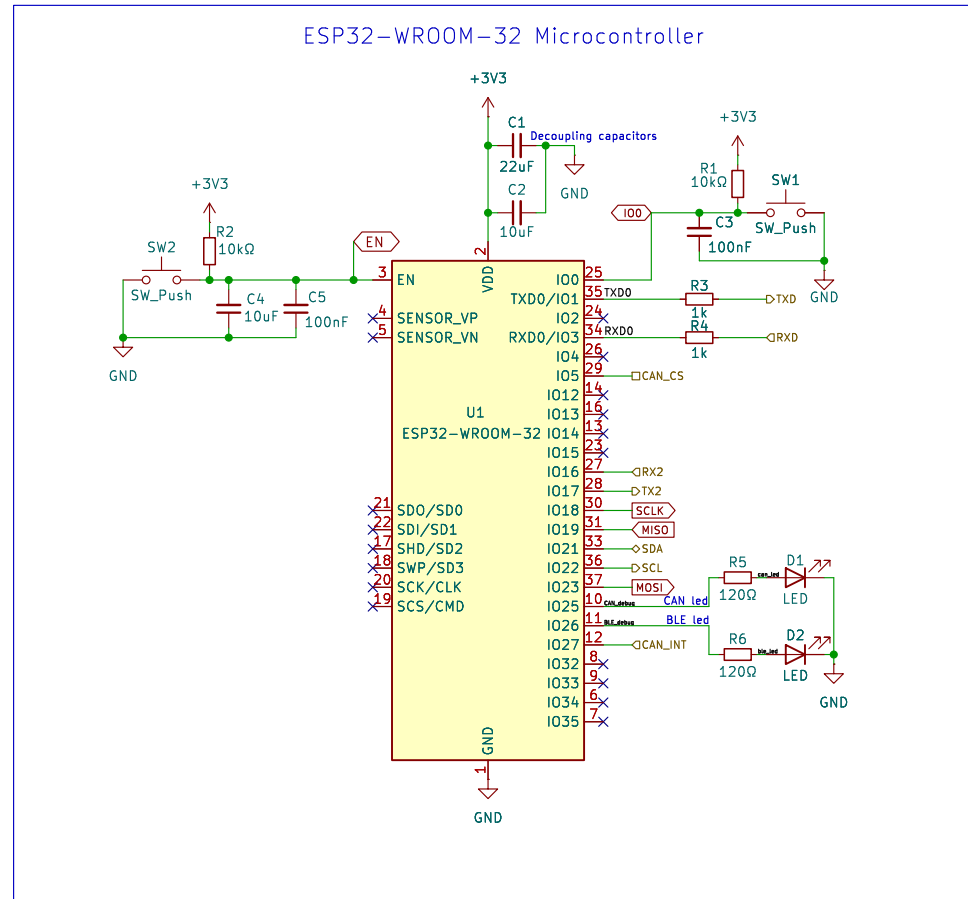 ESP32-WROOM-32 Microcontroller
+3V3
C1
Decoupling capacitors
22uF
GND
C2
10uF
+3V3
R1
10kΩ
SW1
SW_Push
IO0
C3
100nF
GND
+3V3
R2
10kΩ
SW2
SW_Push
EN
C4
10uF
C5
100nF
GND
2
VDD
3 EN
4 SENSOR_VP
5 SENSOR_VN
U1
ESP32-WROOM-32
21 SDO/SD0
22 SDI/SD1
17 SHD/SD2
18 SWP/SD3
20 SCK/CLK
19 SCS/CMD
IO0 25
TXD0/IO1 35 TXD0
R3
1k
TXD
IO2 24
RXD0/IO3 34 RXD0
R4
1k
RXD
IO4 26
IO5 29 CAN_CS
IO12 14
IO13 16
IO14 13
IO15 23
IO16 27 RX2
IO17 28 TX2
IO18 30 SCLK
IO19 31 MISO
IO21 33 SDA
IO22 36 SCL
IO23 37 MOSI
IO25 10 CAN_debug CAN led
R5
120Ω
can_led
D1
LED
IO26 11 BLE_debug BLE led
R6
120Ω
ble_led
D2
LED
GND
IO27 12 CAN_INT
IO32 8
IO33 9
IO34 6
IO35 7
GND
1
GND